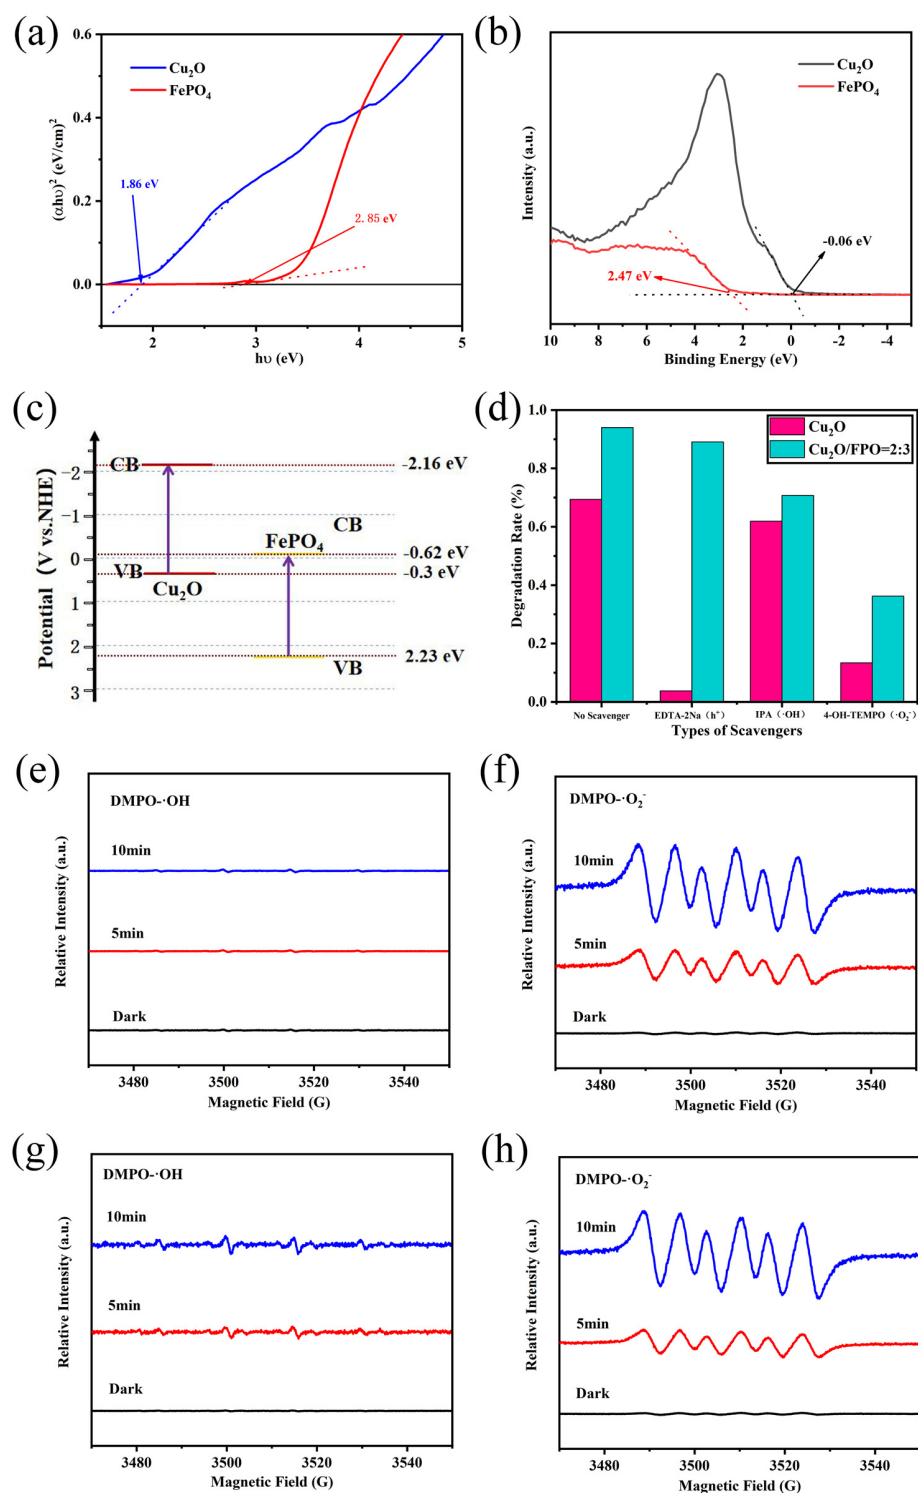 (a)
0.6
0.4
0.2
0.0
(αhυ)² (eV/cm)²
Cu₂O
FePO₄
1.86 eV
2.85 eV
2 3 4 5
hυ (eV)
(b)
Intensity (a.u.)
Cu₂O
FePO₄
-0.06 eV
2.47 eV
10 8 6 4 2 0 -2 -4
Binding Energy (eV)
(c)
Potential (V vs.NHE)
−2
−1
0
1
2
3
CB
-2.16 eV
CB
FePO₄
-0.62 eV
VB
-0.3 eV
Cu₂O
2.23 eV
VB
(d)
1.0
0.8
0.6
0.4
0.2
0.0
Degradation Rate (%)
Cu₂O
Cu₂O/FPO=2:3
No Scavenger EDTA-2Na（h⁺） IPA（·OH） 4-OH-TEMPO（·O₂⁻）
Types of Scavengers
(e)
DMPO-·OH
10min
5min
Dark
Relative Intensity (a.u.)
3480 3500 3520 3540
Magnetic Field (G)
(f)
DMPO-·O₂⁻
10min
5min
Dark
Relative Intensity (a.u.)
3480 3500 3520 3540
Magnetic Field (G)
(g)
DMPO-·OH
10min
5min
Dark
Relative Intensity (a.u.)
3480 3500 3520 3540
Magnetic Field (G)
(h)
DMPO-·O₂⁻
10min
5min
Dark
Relative Intensity (a.u.)
3480 3500 3520 3540
Magnetic Field (G)